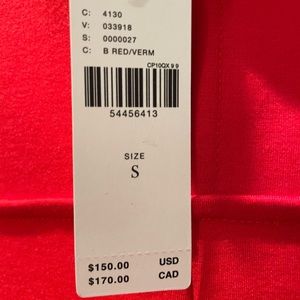 C: 4130
V: 033918
S: 0000027
C: B RED/VERM
CP10QX 9 9
54456413
SIZE
S
$150.00 USD
$170.00 CAD